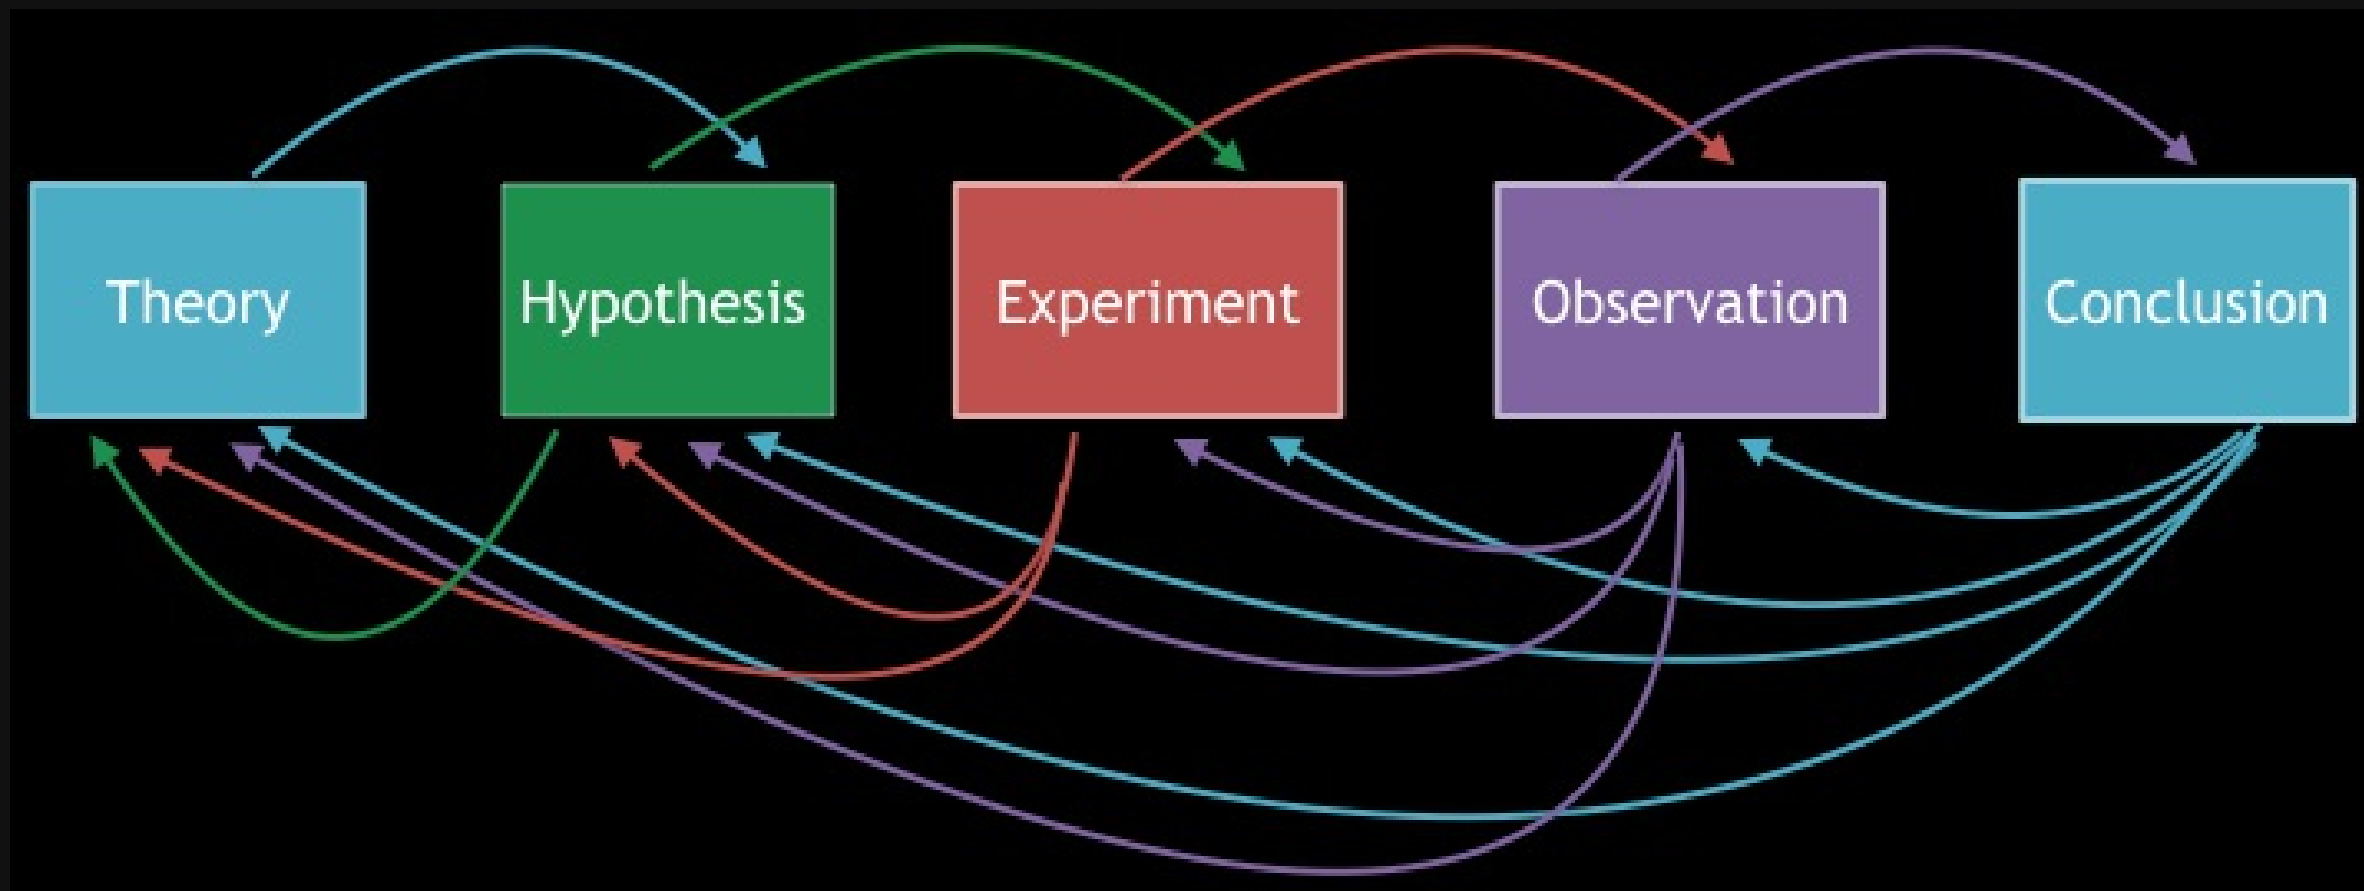 Theory
Hypothesis
Experiment
Observation
Conclusion